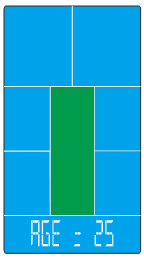 AGE = 25